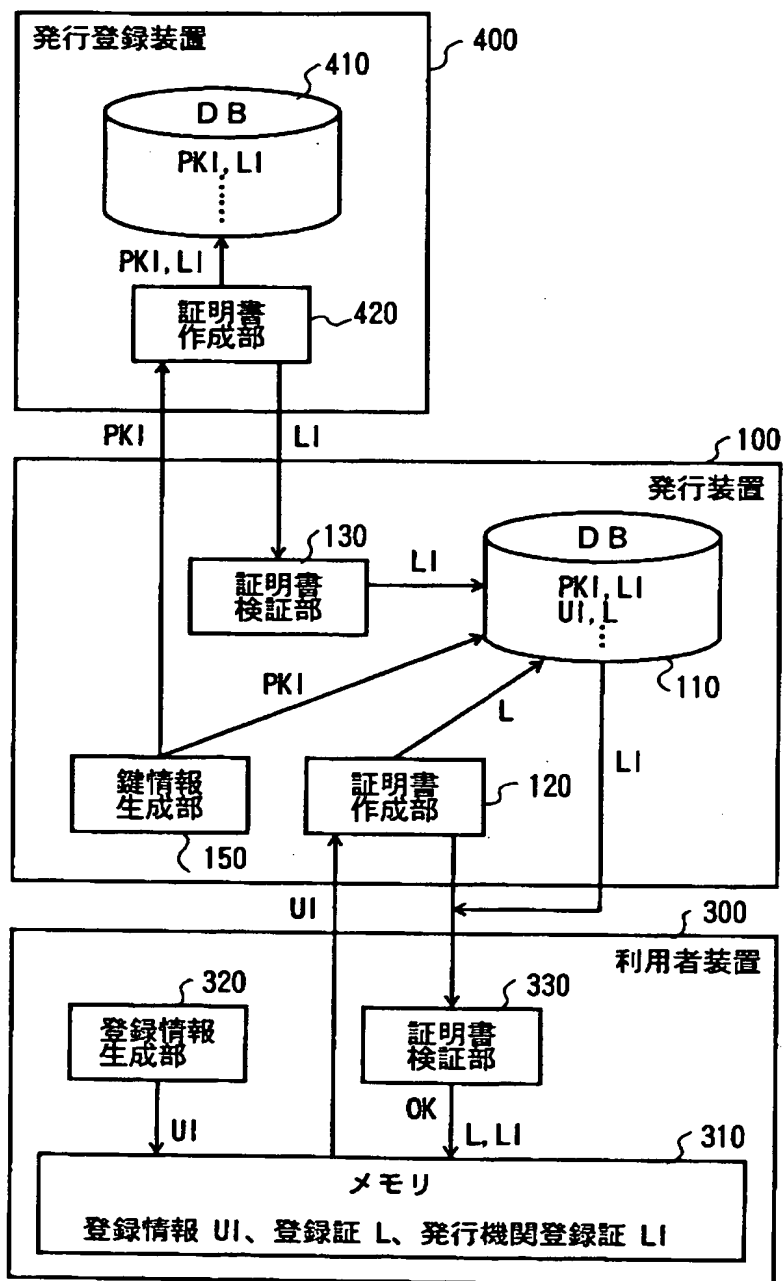 発行登録装置
400
410
DB
PKI, LI
PKI, LI
証明書
作成部
420
PKI
LI
100
発行装置
130
証明書
検証部
LI
DB
PKI, LI
UI, L
110
PKI
L
LI
鍵情報
生成部
150
証明書
作成部
120
UI
300
利用者装置
320
登録情報
生成部
330
証明書
検証部
UI
OK
L, LI
310
メモリ
登録情報 UI、登録証 L、発行機関登録証 LI